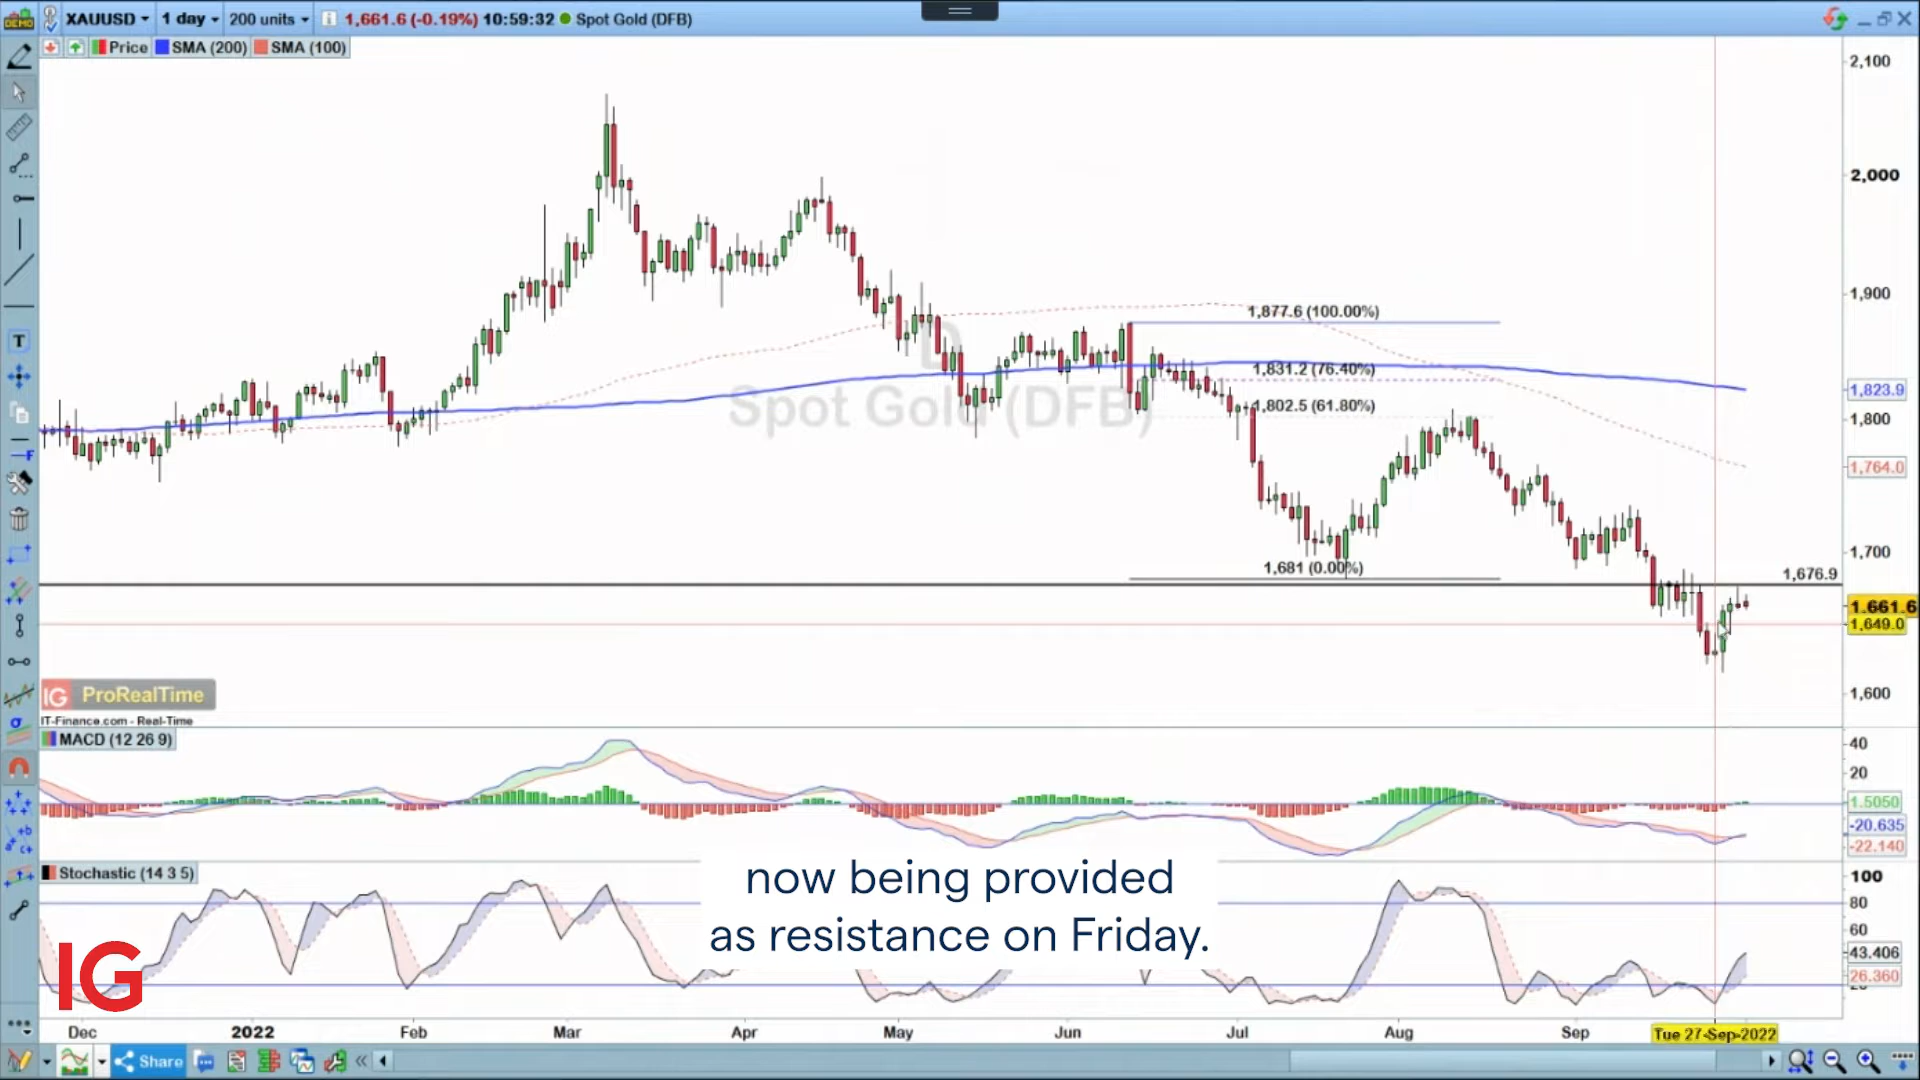 DEMO
XAUUSD 1 day 200 units 1,661.6 (-0.19%) 10:59:32 Spot Gold (DFB)
Price SMA (200) SMA (100)
2,100
2,000
1,900
1,877.6 (100.00%)
1,831.2 (76.40%)
1,823.9
D
Spot Gold (DFB)
1,802.5 (61.80%)
1,800
1,764.0
1,700
1,681 (0.00%)
1,676.9
1,661.6
1,649.0
1,600
IG ProRealTime
IT-Finance.com - Real-Time
MACD (12 26 9)
40
20
1.5050
-20.635
-22.140
Stochastic (14 3 5)
100
80
60
43.406
26.360
now being provided
as resistance on Friday.
IG
Dec 2022 Feb Mar Apr May Jun Jul Aug Sep Tue 27-Sep-2022
Share